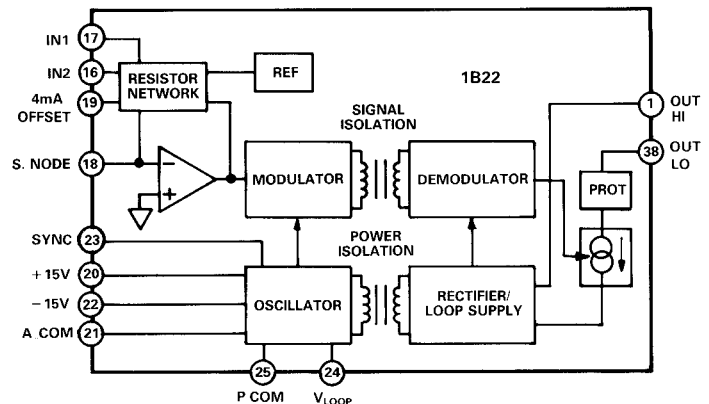 IN1 17
IN2 16
4mA
OFFSET 19
RESISTOR
NETWORK
REF
1B22
1 OUT
HI
38 OUT
LO
SIGNAL
ISOLATION
S. NODE 18
−
+
MODULATOR
DEMODULATOR
PROT
SYNC 23
POWER
ISOLATION
+15V 20
−15V 22
A COM 21
OSCILLATOR
RECTIFIER/
LOOP SUPPLY
25
P COM
24
VLOOP